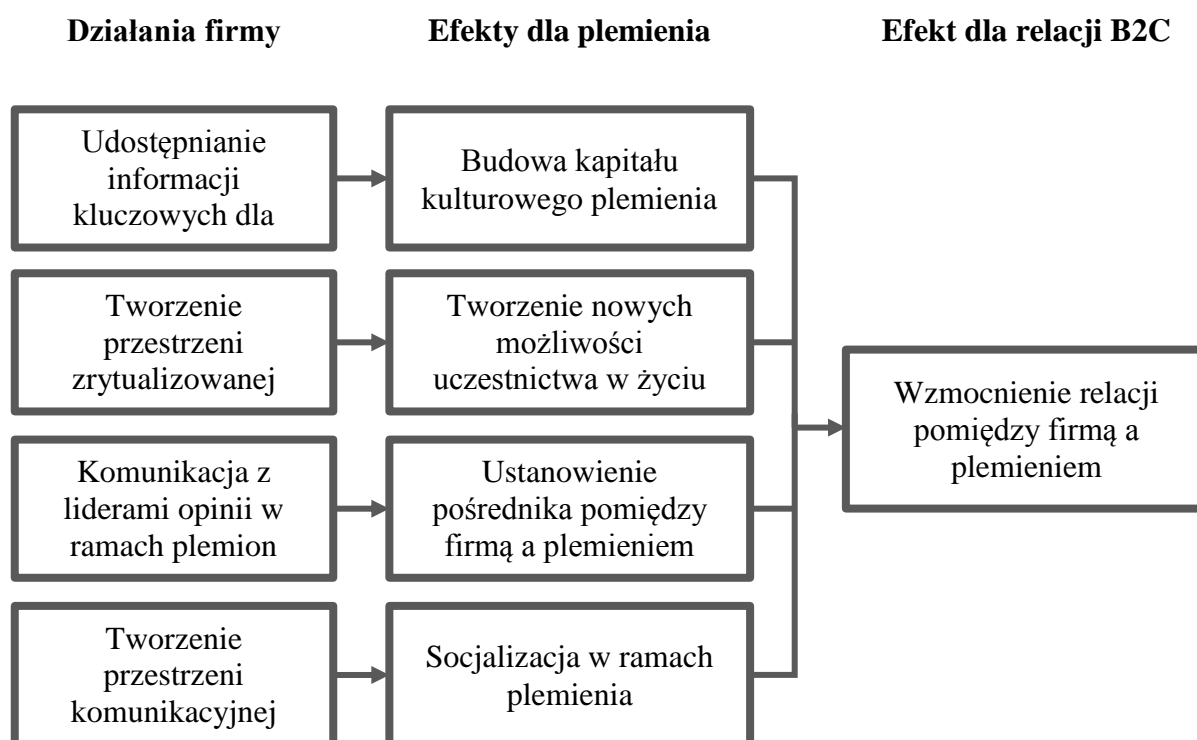 Działania firmy
Efekty dla plemienia
Efekt dla relacji B2C
Udostępnianie
informacji
kluczowych dla
Budowa kapitału
kulturowego plemienia
Tworzenie
przestrzeni
zrytualizowanej
Tworzenie nowych
możliwości
uczestnictwa w życiu
Wzmocnienie relacji
pomiędzy firmą a
plemieniem
Komunikacja z
liderami opinii w
ramach plemion
Ustanowienie
pośrednika pomiędzy
firmą a plemieniem
Tworzenie
przestrzeni
komunikacyjnej
Socjalizacja w ramach
plemienia